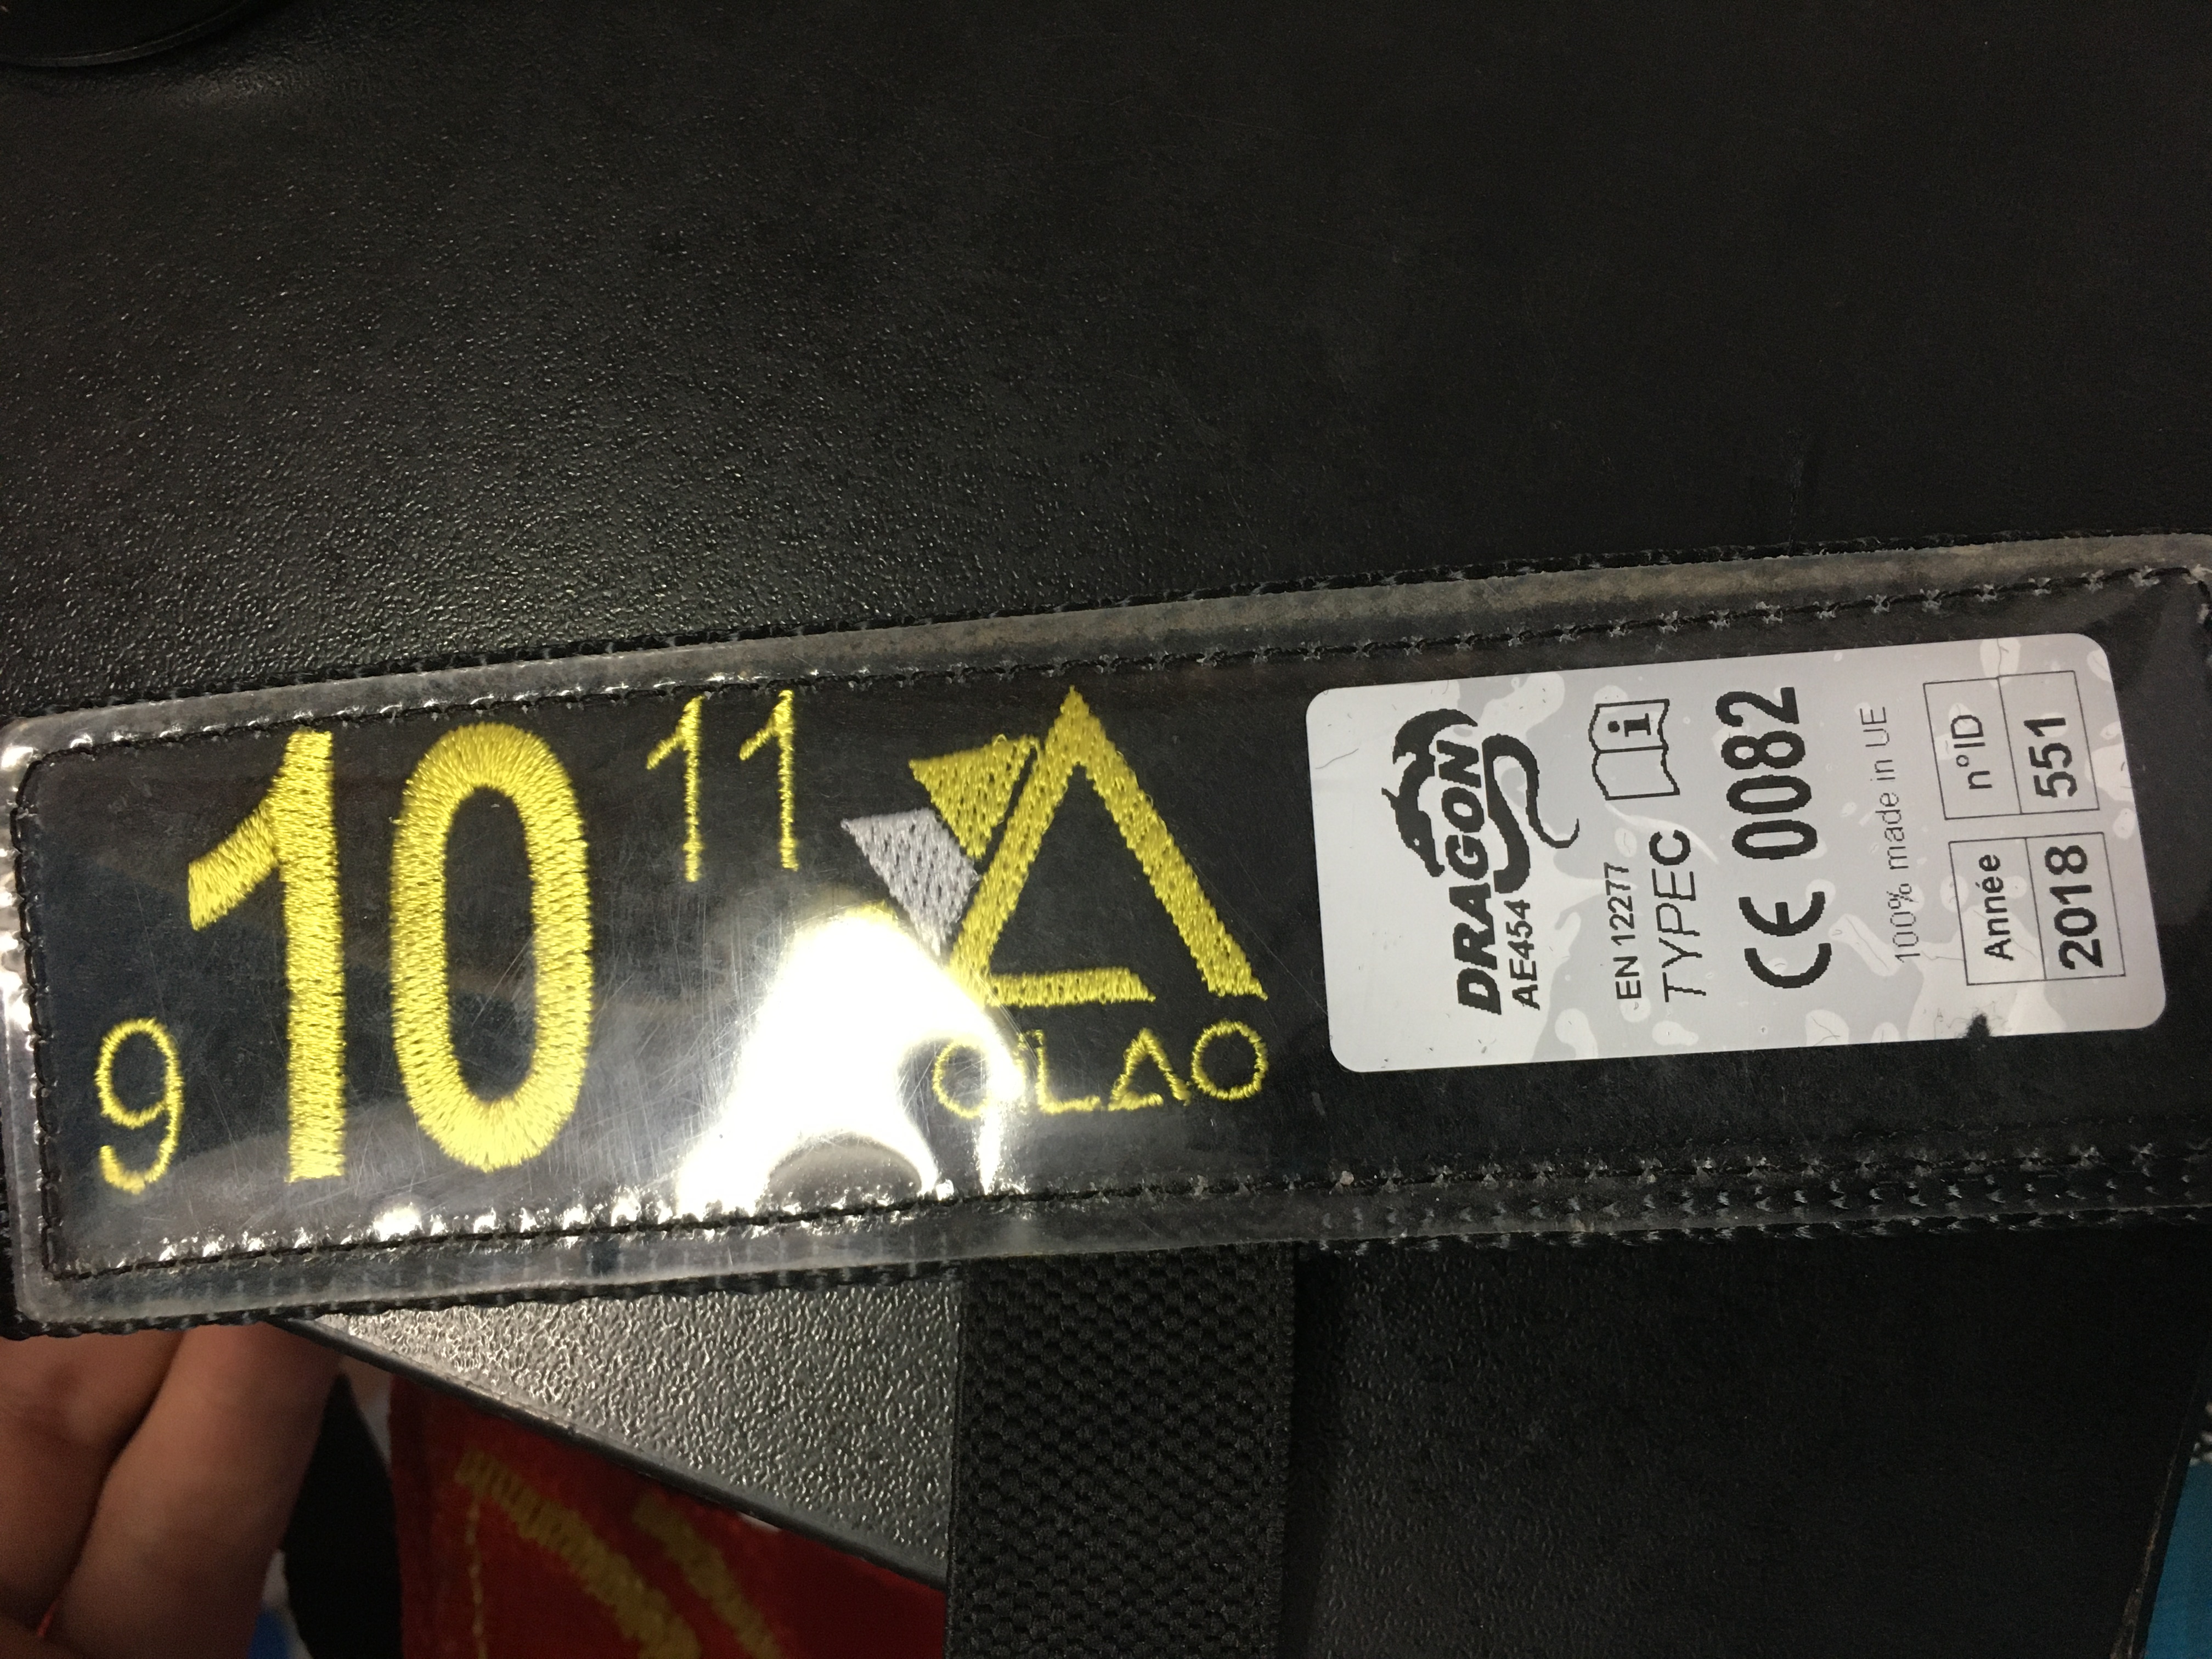 9 10 11
OLAO
DRAGON
AE454
EN 12277
TYPEC
CE 0082
100% made in UE
Année n°ID
2018 551